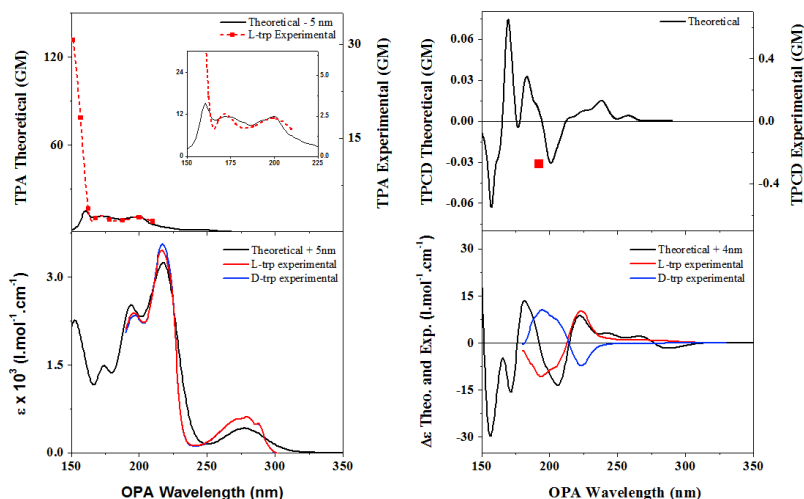 TPA Theoretical (GM)
120
60
0
Theoretical - 5 nm
L-trp Experimental
24
12
0
5.0
2.5
0.0
150 175 200 225
30
15
TPA Experimental (GM)
TPCD Theoretical (GM)
0.06
0.03
0.00
-0.03
-0.06
Theoretical
0.4
0.0
-0.4
TPCD Experimental (GM)
ε x 10³ (l.mol⁻¹.cm⁻¹)
3.0
1.5
0.0
Theoretical + 5nm
L-trp experimental
D-trp experimental
150 200 250 300 350
OPA Wavelength (nm)
Δε Theo. and Exp. (l.mol⁻¹.cm⁻¹)
30
15
0
-15
-30
Theoretical + 4nm
L-trp experimental
D-trp experimental
150 200 250 300 350
OPA Wavelength (nm)